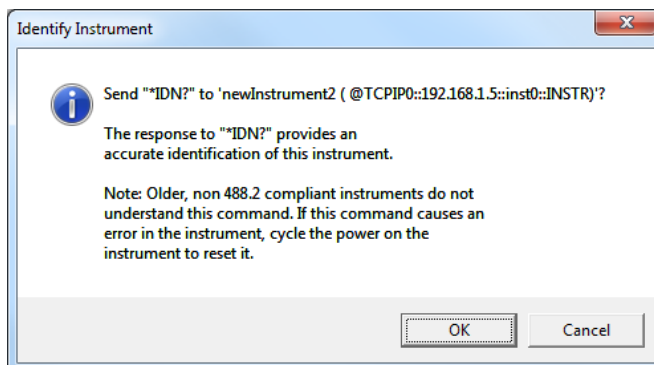 Identify Instrument
Send "*IDN?" to 'newInstrument2 ( @TCPIP0::192.168.1.5::inst0::INSTR)'?
The response to "*IDN?" provides an
accurate identification of this instrument.
Note: Older, non 488.2 compliant instruments do not
understand this command. If this command causes an
error in the instrument, cycle the power on the
instrument to reset it.
OK
Cancel